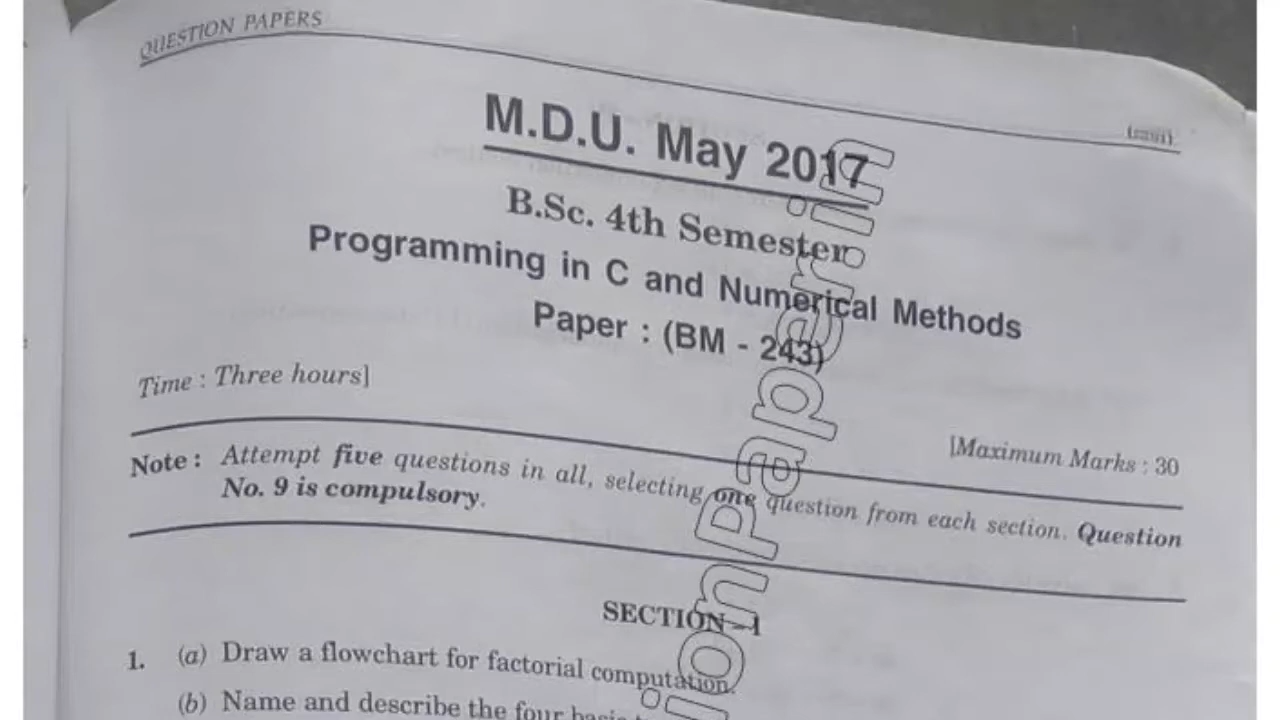 QUESTION PAPERS
M.D.U. May 2017
B.Sc. 4th Semester
Programming in C and Numerical Methods
Paper : (BM - 243)
Time : Three hours]
[Maximum Marks : 30
Note : Attempt five questions in all, selecting one question from each section. Question
No. 9 is compulsory.
SECTION – I
1. (a) Draw a flowchart for factorial computation.
(b) Name and describe the four basic